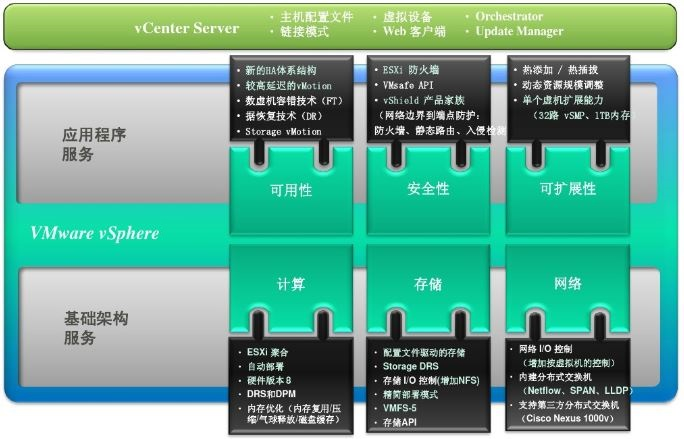 vCenter Server
• 主机配置文件
• 链接模式
• 虚拟设备
• Web 客户端
• Orchestrator
• Update Manager
应用程序
服务
• 新的HA体系结构
• 较高延迟的vMotion
• 数虚机容错技术（FT）
• 据恢复技术（DR）
• Storage vMotion
可用性
• ESXi 防火墙
• VMsafe API
• vShield 产品家族
（网络边界到端点防护：
防火墙、静态路由、入侵检测
安全性
• 热添加 / 热插拔
• 动态资源规模调整
• 单个虚机扩展能力
（32路 vSMP、1TB内存）
可扩展性
VMware vSphere
基础架构
服务
计算
• ESXi 聚合
• 自动部署
• 硬件版本 8
• DRS和DPM
• 内存优化（内存复用/压
缩/气球释放/磁盘缓存）
存储
• 配置文件驱动的存储
• Storage DRS
• 存储 I/O 控制(增加NFS)
• 精简部署模式
• VMFS-5
• 存储API
网络
• 网络 I/O 控制
（增加按虚拟机的控制）
• 内建分布式交换机
（Netflow、SPAN、LLDP）
• 支持第三方分布式交换机
（Cisco Nexus 1000v）